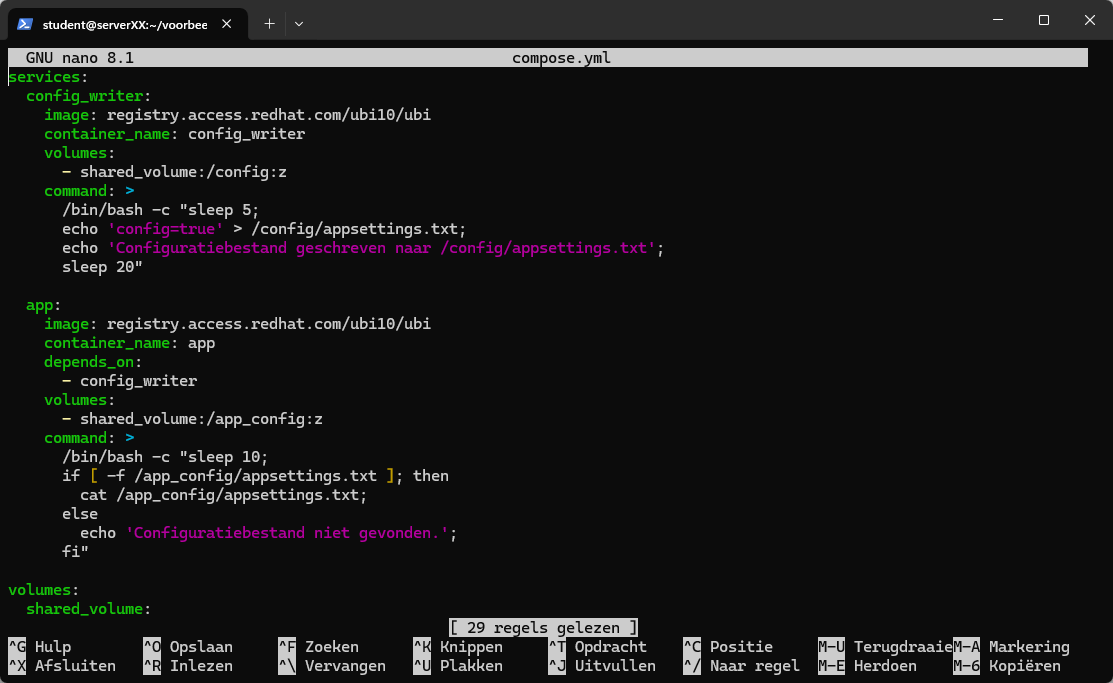 student@serverXX:~/voorbee
GNU nano 8.1 compose.yml
services:
  config_writer:
    image: registry.access.redhat.com/ubi10/ubi
    container_name: config_writer
    volumes:
      - shared_volume:/config:z
    command: >
      /bin/bash -c "sleep 5;
      echo 'config=true' > /config/appsettings.txt;
      echo 'Configuratiebestand geschreven naar /config/appsettings.txt';
      sleep 20"

  app:
    image: registry.access.redhat.com/ubi10/ubi
    container_name: app
    depends_on:
      - config_writer
    volumes:
      - shared_volume:/app_config:z
    command: >
      /bin/bash -c "sleep 10;
      if [ -f /app_config/appsettings.txt ]; then
        cat /app_config/appsettings.txt;
      else
        echo 'Configuratiebestand niet gevonden.';
      fi"

volumes:
  shared_volume:
[ 29 regels gelezen ]
^G Hulp ^O Opslaan ^F Zoeken ^K Knippen ^T Opdracht ^C Positie M-U Terugdraaie M-A Markering
^X Afsluiten ^R Inlezen ^\ Vervangen ^U Plakken ^J Uitvullen ^/ Naar regel M-E Herdoen M-6 Kopiëren